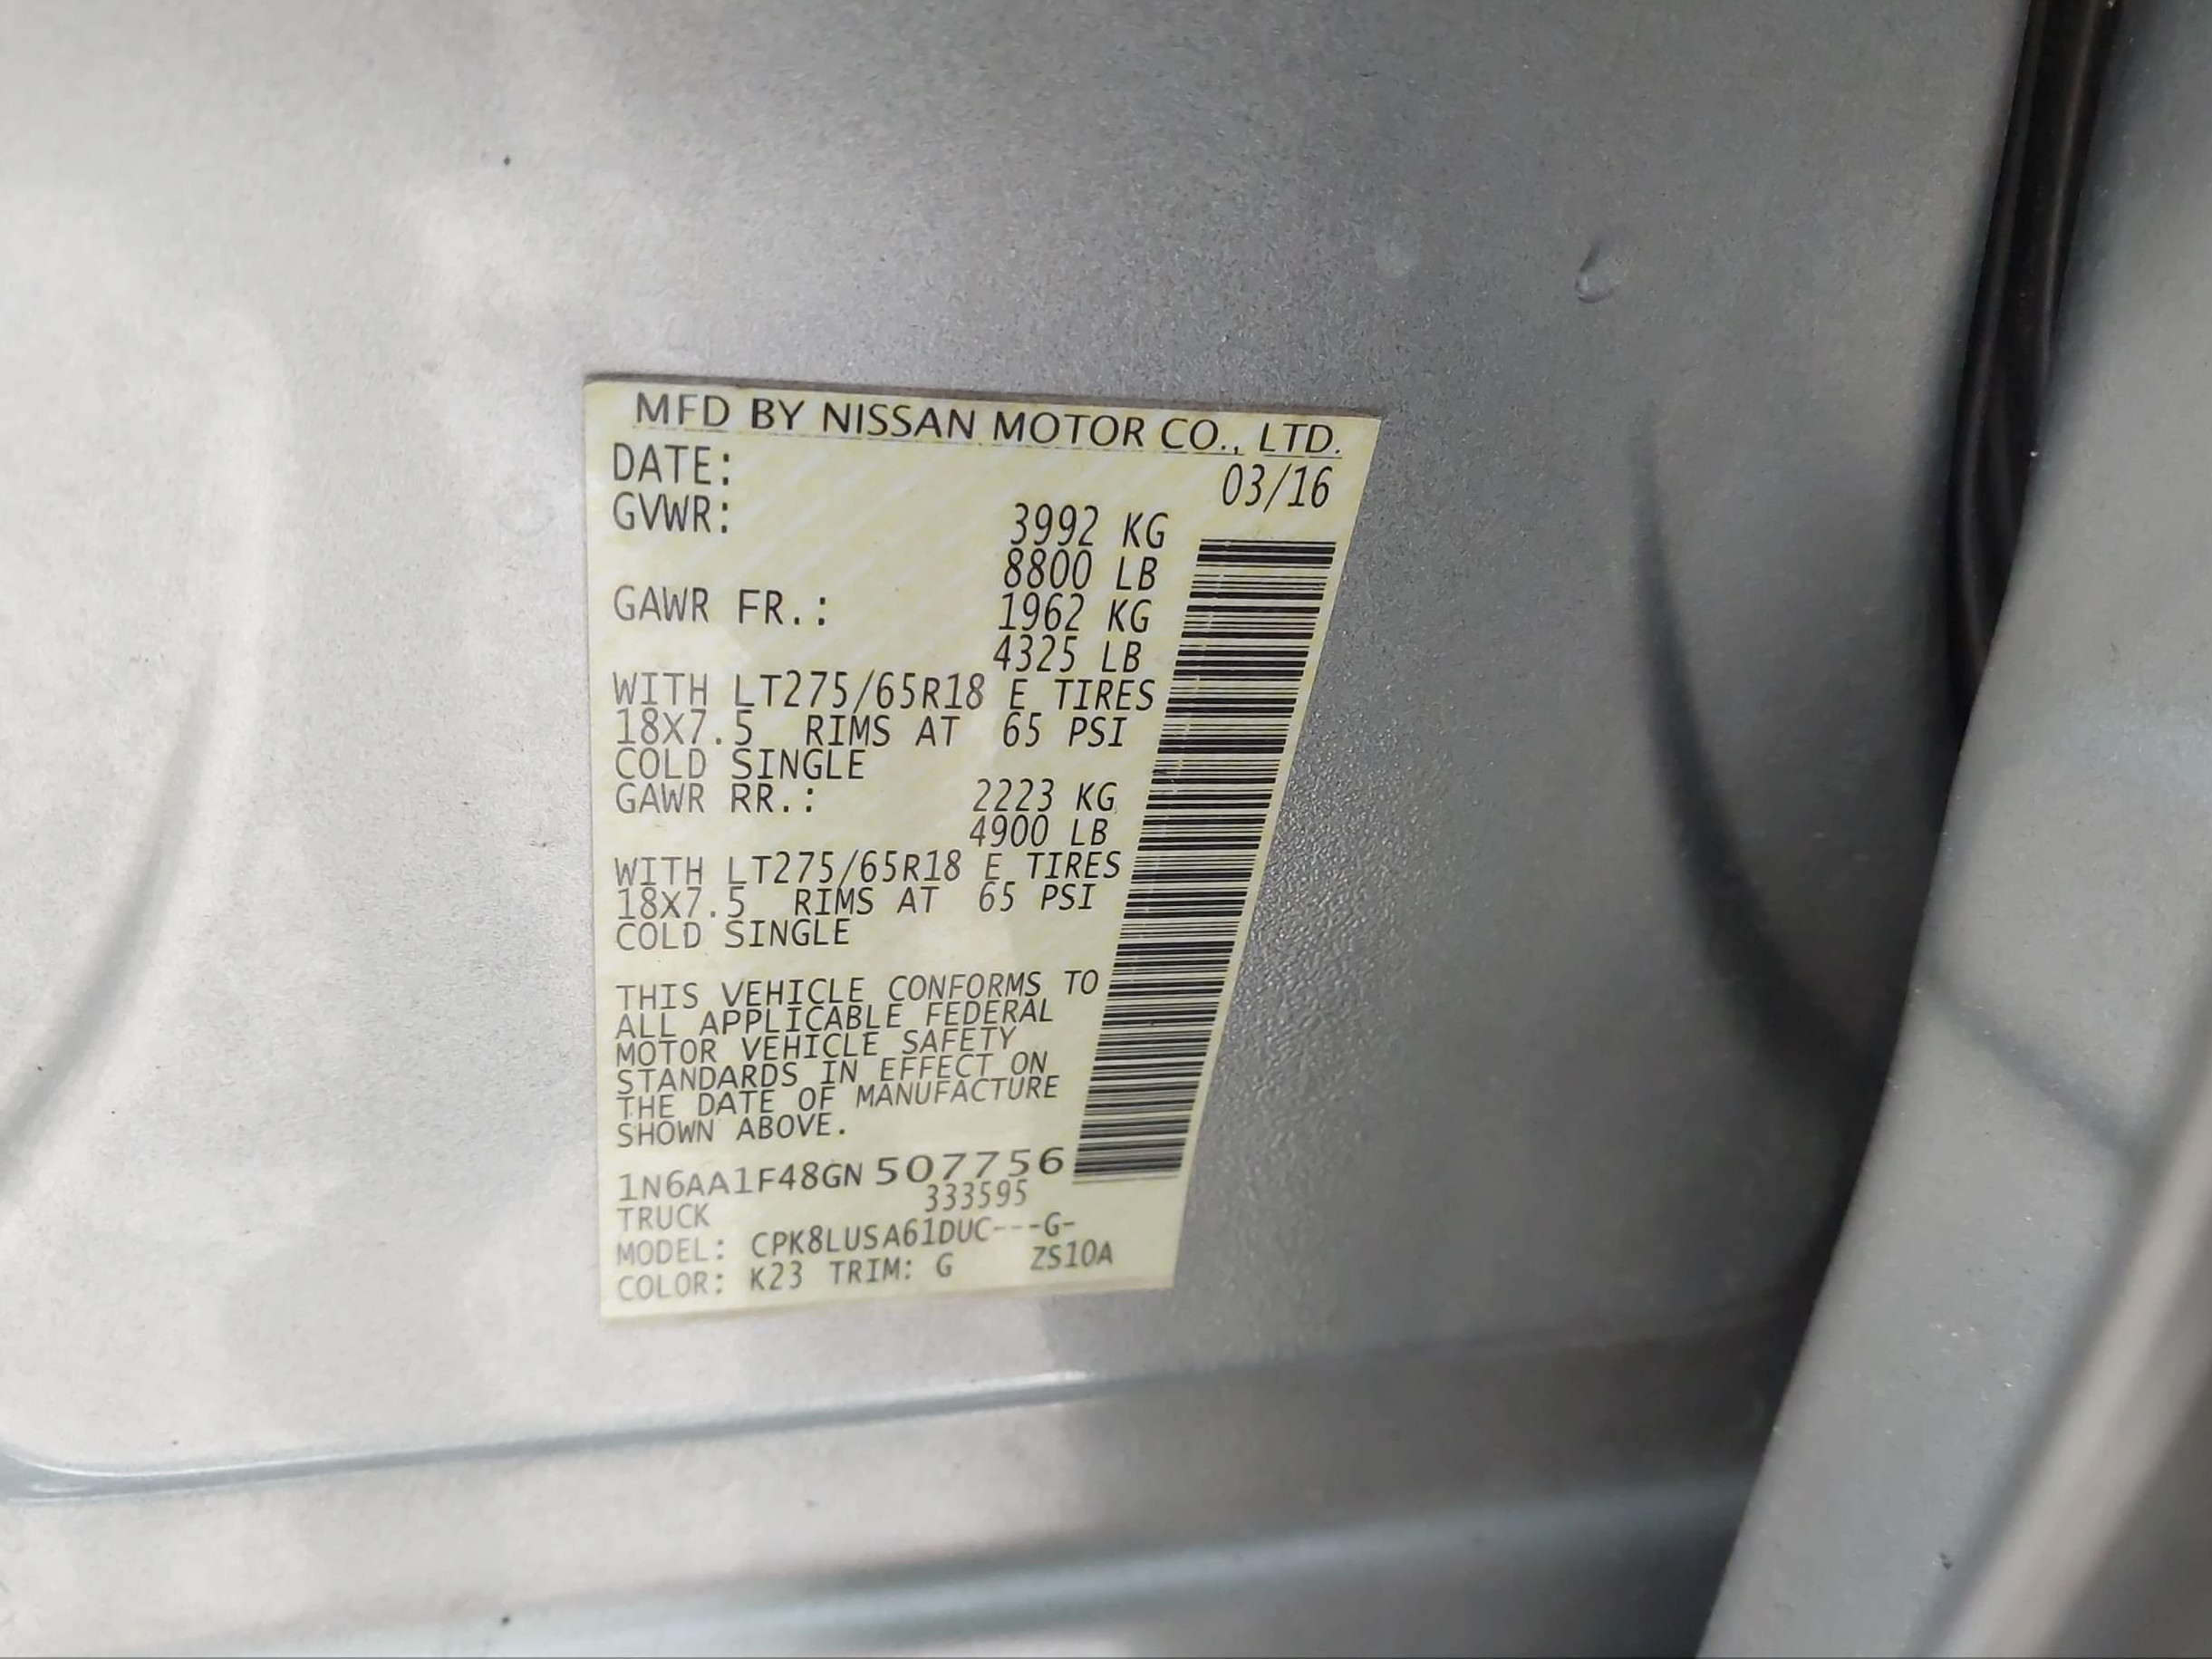 MFD BY NISSAN MOTOR CO., LTD.
DATE: 03/16
GVWR: 3992 KG
8800 LB
GAWR FR.: 1962 KG
4325 LB
WITH LT275/65R18 E TIRES
18X7.5 RIMS AT 65 PSI
COLD SINGLE
GAWR RR.: 2223 KG
4900 LB
WITH LT275/65R18 E TIRES
18X7.5 RIMS AT 65 PSI
COLD SINGLE
THIS VEHICLE CONFORMS TO
ALL APPLICABLE FEDERAL
MOTOR VEHICLE SAFETY
STANDARDS IN EFFECT ON
THE DATE OF MANUFACTURE
SHOWN ABOVE.
1N6AA1F48GN507756
TRUCK 333595
MODEL: CPK8LUSA61DUC---G-
COLOR: K23 TRIM: G ZS10A